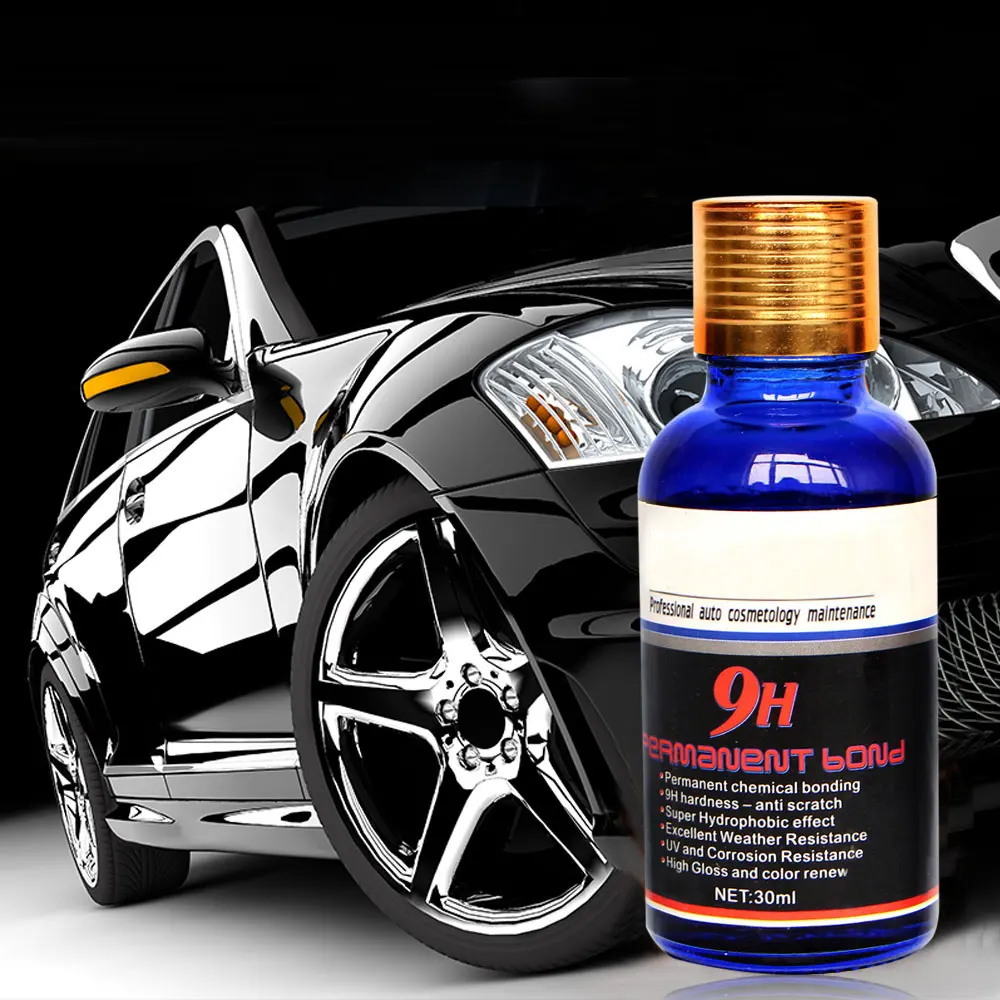 Professional auto cosmetology maintenance
9H
PERMANENT bond
Permanent chemical bonding
9H hardness – anti scratch
Super Hydrophobic effect
Excellent Weather Resistance
UV and Corrosion Resistance
High Gloss and color renew
NET:30ml